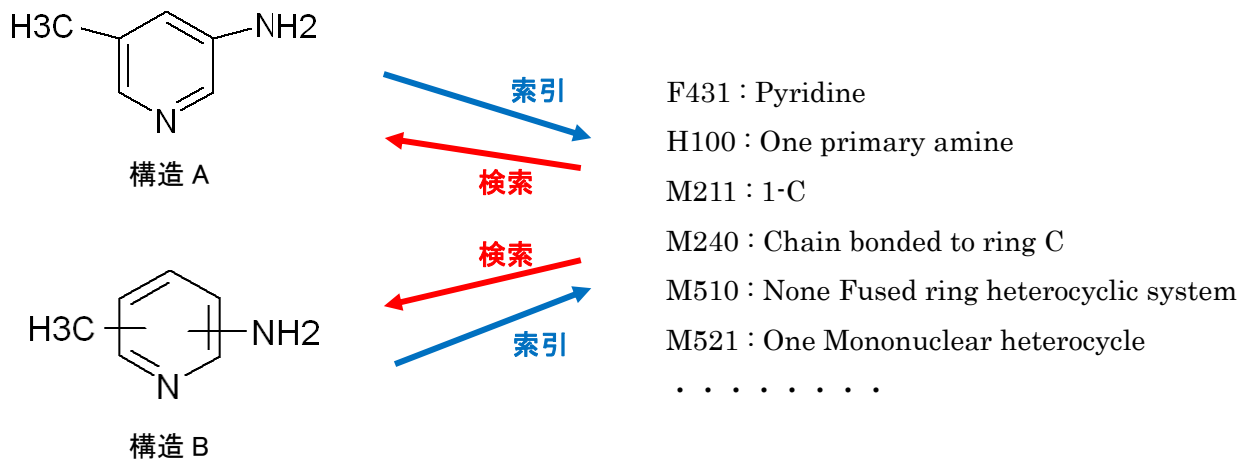 H3C
NH2
N
構造 A
索引
検索
検索
索引
H3C
NH2
N
構造 B
F431：Pyridine
H100：One primary amine
M211：1-C
M240：Chain bonded to ring C
M510：None Fused ring heterocyclic system
M521：One Mononuclear heterocycle
・・・・・・・・